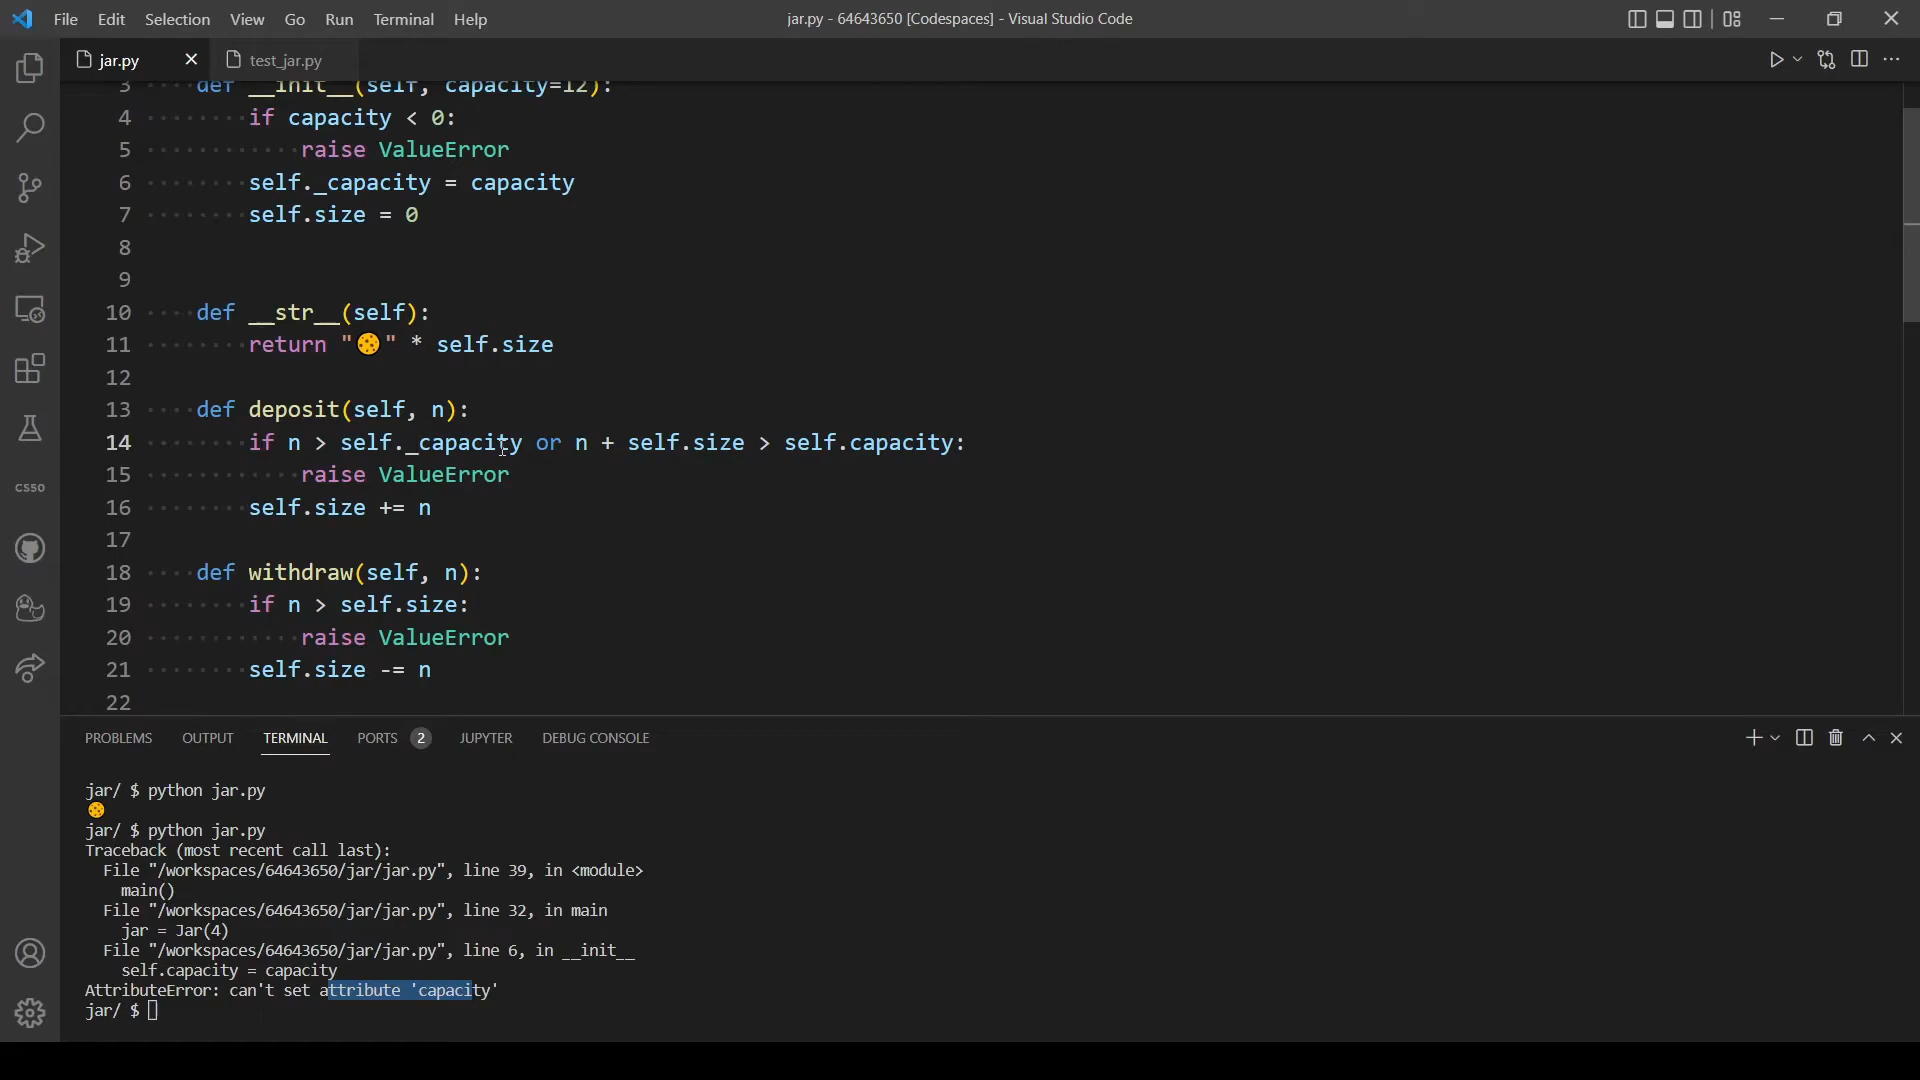 File Edit Selection View Go Run Terminal Help jar.py - 64643650 [Codespaces] - Visual Studio Code
jar.py test_jar.py
3 def __init__(self, capacity=12):
4 if capacity < 0:
5 raise ValueError
6 self._capacity = capacity
7 self.size = 0
8
9
10 def __str__(self):
11 return "🍪" * self.size
12
13 def deposit(self, n):
14 if n > self._capacity or n + self.size > self.capacity:
15 raise ValueError
16 self.size += n
17
18 def withdraw(self, n):
19 if n > self.size:
20 raise ValueError
21 self.size -= n
22
CS50
PROBLEMS OUTPUT TERMINAL PORTS 2 JUPYTER DEBUG CONSOLE
jar/ $ python jar.py
🍪
jar/ $ python jar.py
Traceback (most recent call last):
File "/workspaces/64643650/jar/jar.py", line 39, in <module>
main()
File "/workspaces/64643650/jar/jar.py", line 32, in main
jar = Jar(4)
File "/workspaces/64643650/jar/jar.py", line 6, in __init__
self.capacity = capacity
AttributeError: can't set attribute 'capacity'
jar/ $